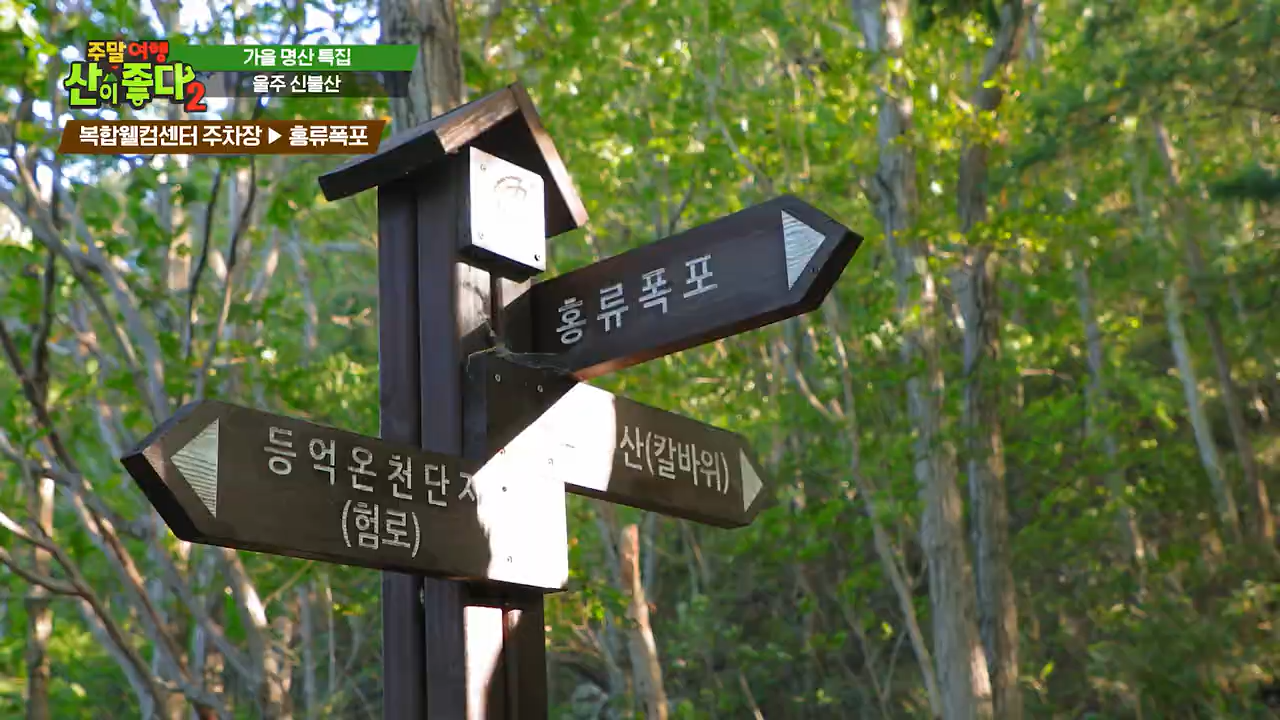 주말 여행
산이 좋다2
가을 명산 특집
울주 신불산
복합웰컴센터 주차장 ▶ 홍류폭포
홍류폭포
산(칼바위)
등억온천단지
(험로)